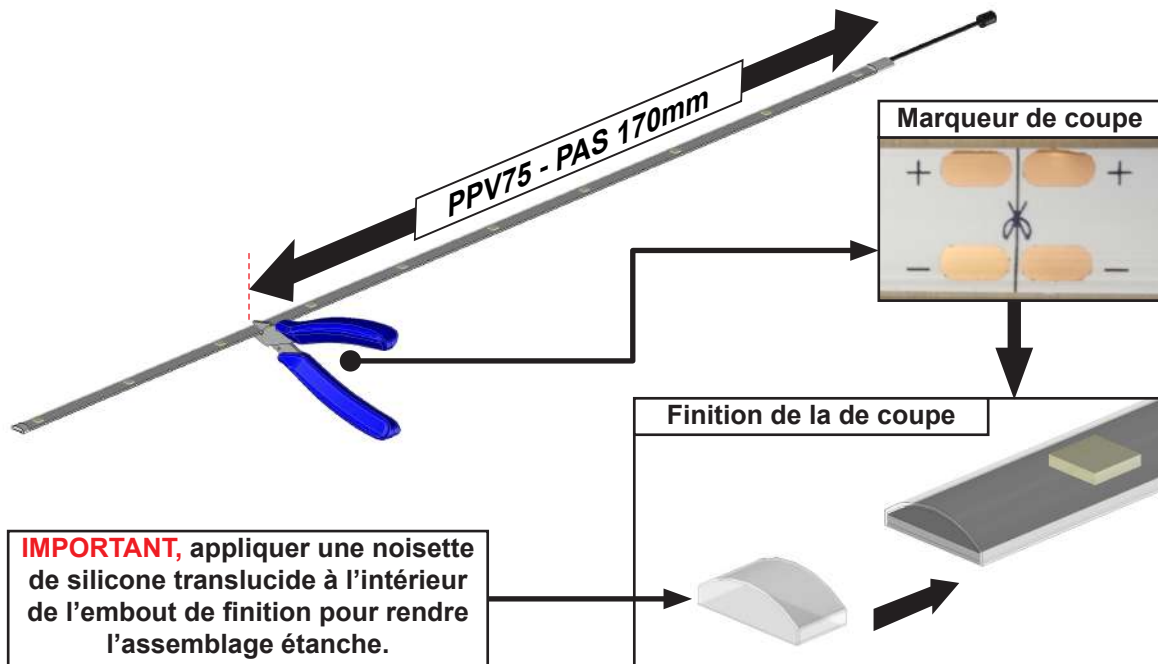 PPV75 - PAS 170mm
Marqueur de coupe
+ +
− −
Finition de la de coupe
IMPORTANT, appliquer une noisette
de silicone translucide à l’intérieur
de l’embout de finition pour rendre
l’assemblage étanche.